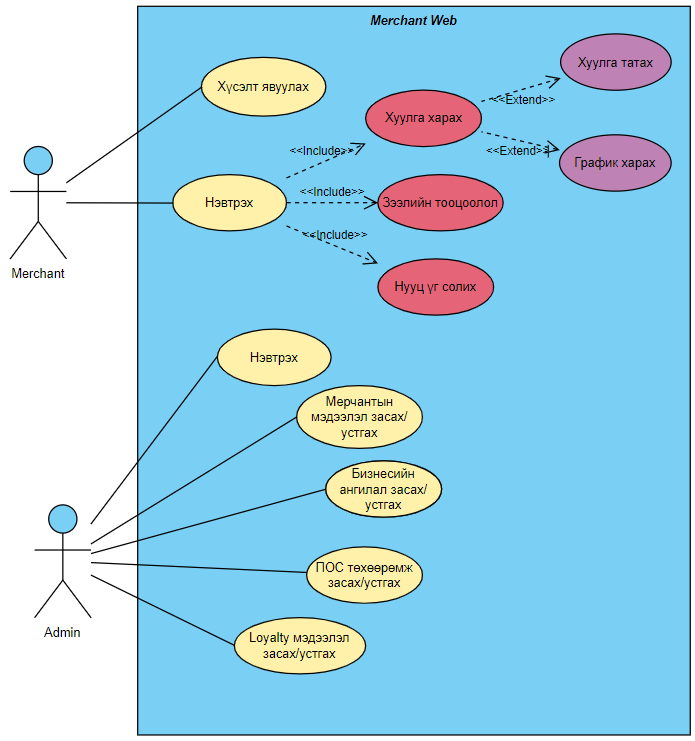 Merchant Web
Хүсэлт явуулах
Хуулга татах
<<Extend>>
Хуулга харах
<<Include>>
<<Extend>>
График харах
Merchant
Нэвтрэх
<<Include>>
Зээлийн тооцоолол
<<Include>>
Нууц үг солих
Нэвтрэх
Мерчантын
мэдээлэл засах/
устгах
Бизнесийн
ангилал засах/
устгах
Admin
ПОС төхөөрөмж
засах/устгах
Loyalty мэдээлэл
засах/устгах